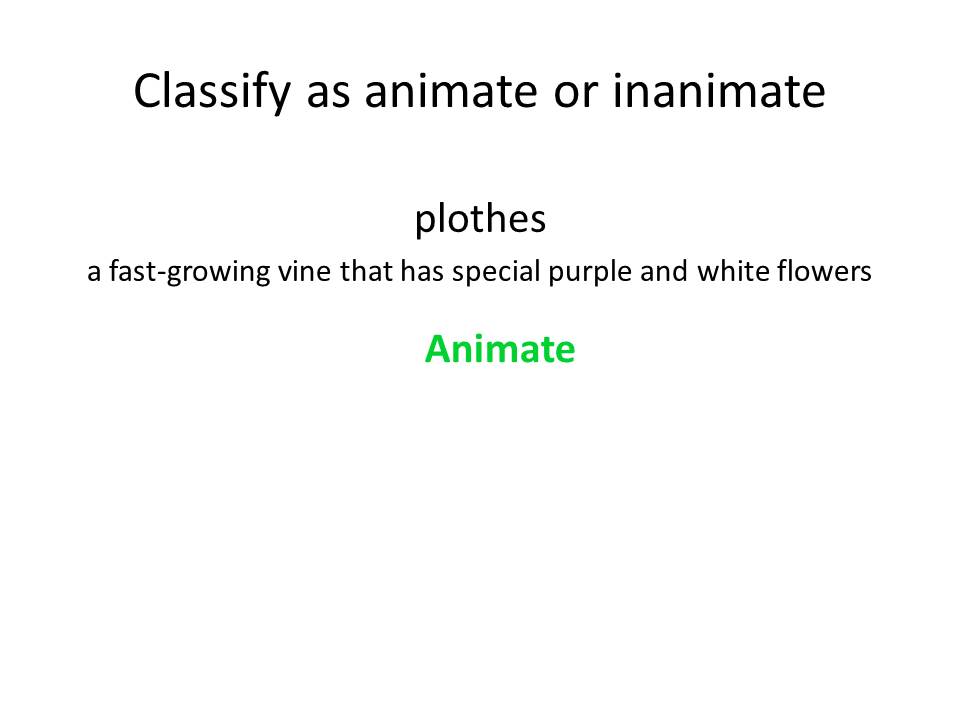 Classify as animate or inanimate
plothes
a fast-growing vine that has special purple and white flowers
Animate